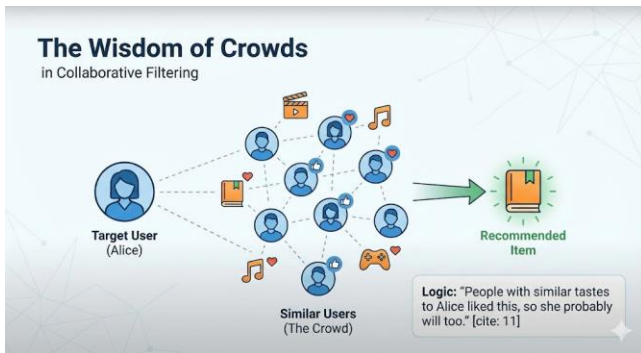 The Wisdom of Crowds
in Collaborative Filtering
Target User
(Alice)
Similar Users
(The Crowd)
Recommended
Item
Logic: “People with similar tastes
to Alice liked this, so she probably
will too.” [cite: 11]